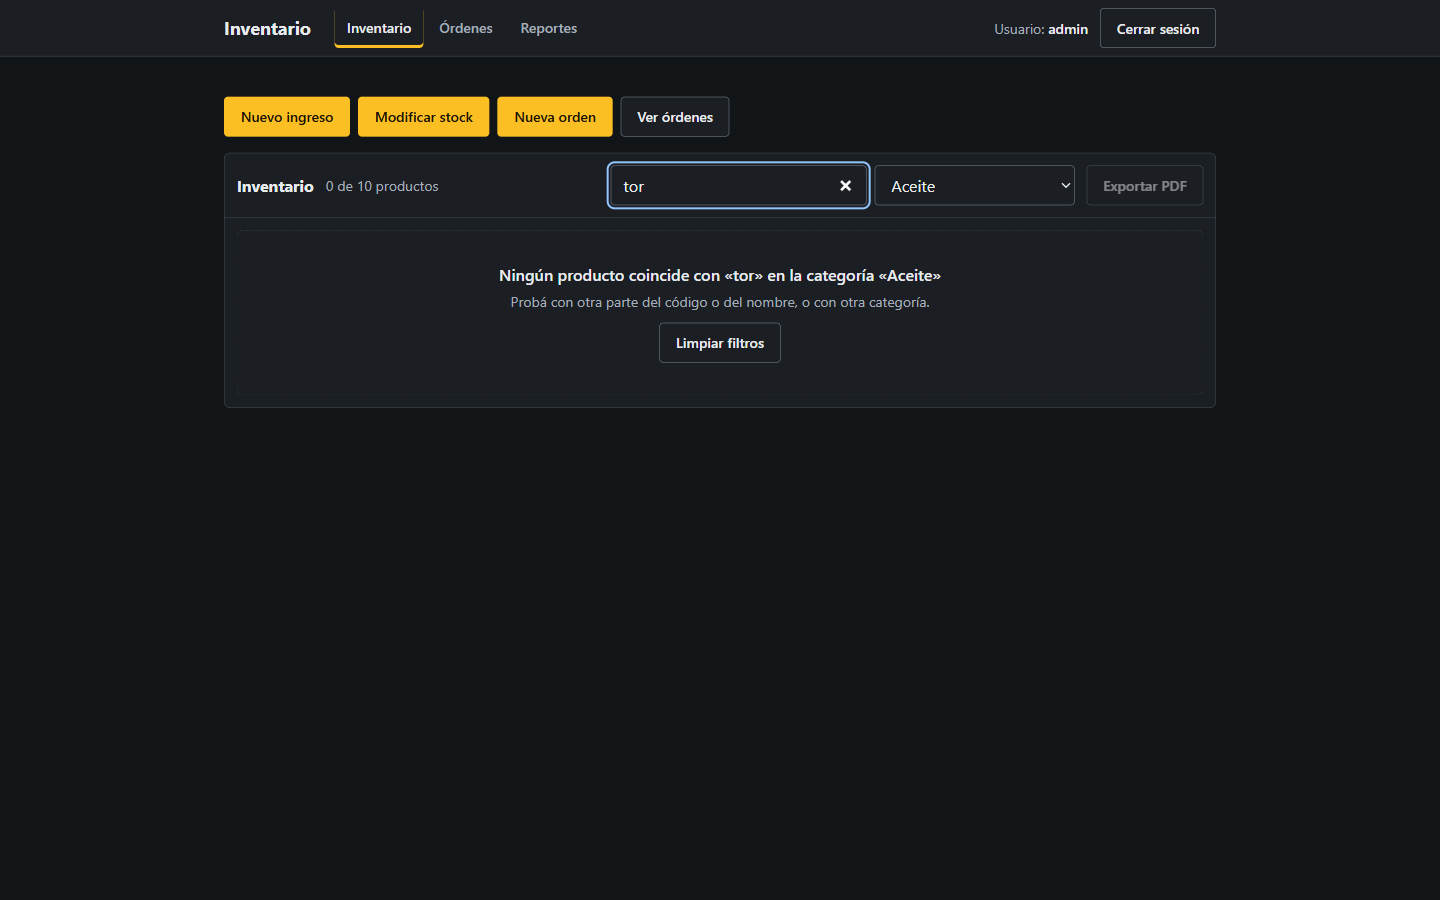 Inventario Inventario Órdenes Reportes Usuario: admin Cerrar sesión
Nuevo ingreso Modificar stock Nueva orden Ver órdenes
Inventario 0 de 10 productos tor Aceite Exportar PDF
Ningún producto coincide con «tor» en la categoría «Aceite»
Probá con otra parte del código o del nombre, o con otra categoría.
Limpiar filtros